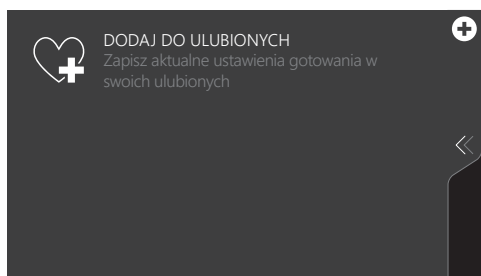 DODAJ DO ULUBIONYCH
Zapisz aktualne ustawienia gotowania w
swoich ulubionych